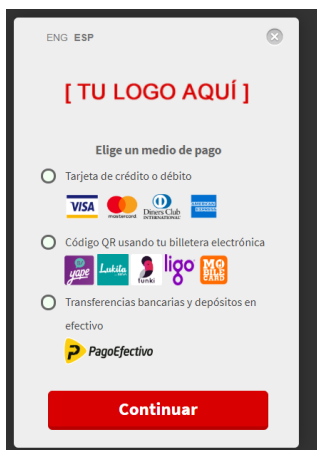 ENG ESP
[ TU LOGO AQUÍ ]
Elige un medio de pago
Tarjeta de crédito o débito
VISA mastercard Diners Club INTERNATIONAL AMERICAN EXPRESS
Código QR usando tu billetera electrónica
yape Lukita tunki ligo MO BILE CARD
Transferencias bancarias y depósitos en
efectivo
PagoEfectivo
Continuar